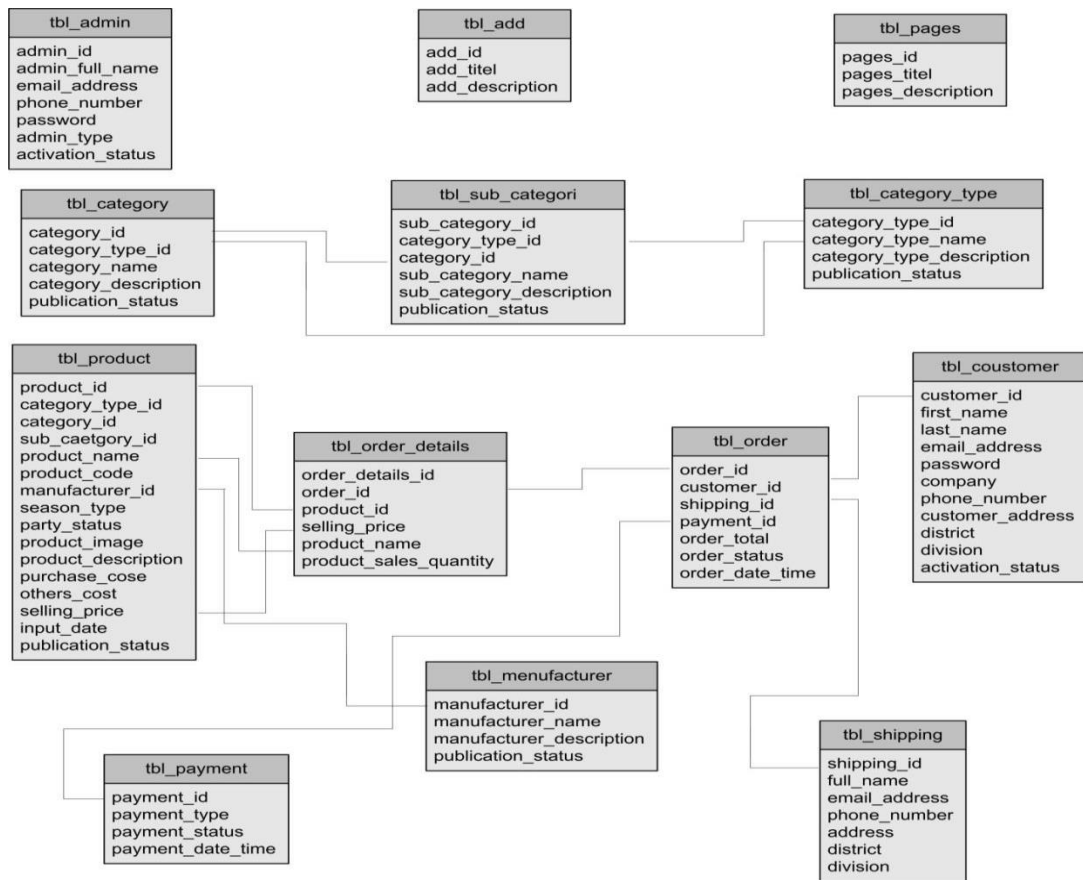 tbl_admin
admin_id
admin_full_name
email_address
phone_number
password
admin_type
activation_status
tbl_add
add_id
add_titel
add_description
tbl_pages
pages_id
pages_titel
pages_description
tbl_category
category_id
category_type_id
category_name
category_description
publication_status
tbl_sub_categori
sub_category_id
category_type_id
category_id
sub_category_name
sub_category_description
publication_status
tbl_category_type
category_type_id
category_type_name
category_type_description
publication_status
tbl_product
product_id
category_type_id
category_id
sub_caetgory_id
product_name
product_code
manufacturer_id
season_type
party_status
product_image
product_description
purchase_cose
others_cost
selling_price
input_date
publication_status
tbl_order_details
order_details_id
order_id
product_id
selling_price
product_name
product_sales_quantity
tbl_order
order_id
customer_id
shipping_id
payment_id
order_total
order_status
order_date_time
tbl_coustomer
customer_id
first_name
last_name
email_address
password
company
phone_number
customer_address
district
division
activation_status
tbl_menufacturer
manufacturer_id
manufacturer_name
manufacturer_description
publication_status
tbl_payment
payment_id
payment_type
payment_status
payment_date_time
tbl_shipping
shipping_id
full_name
email_address
phone_number
address
district
division